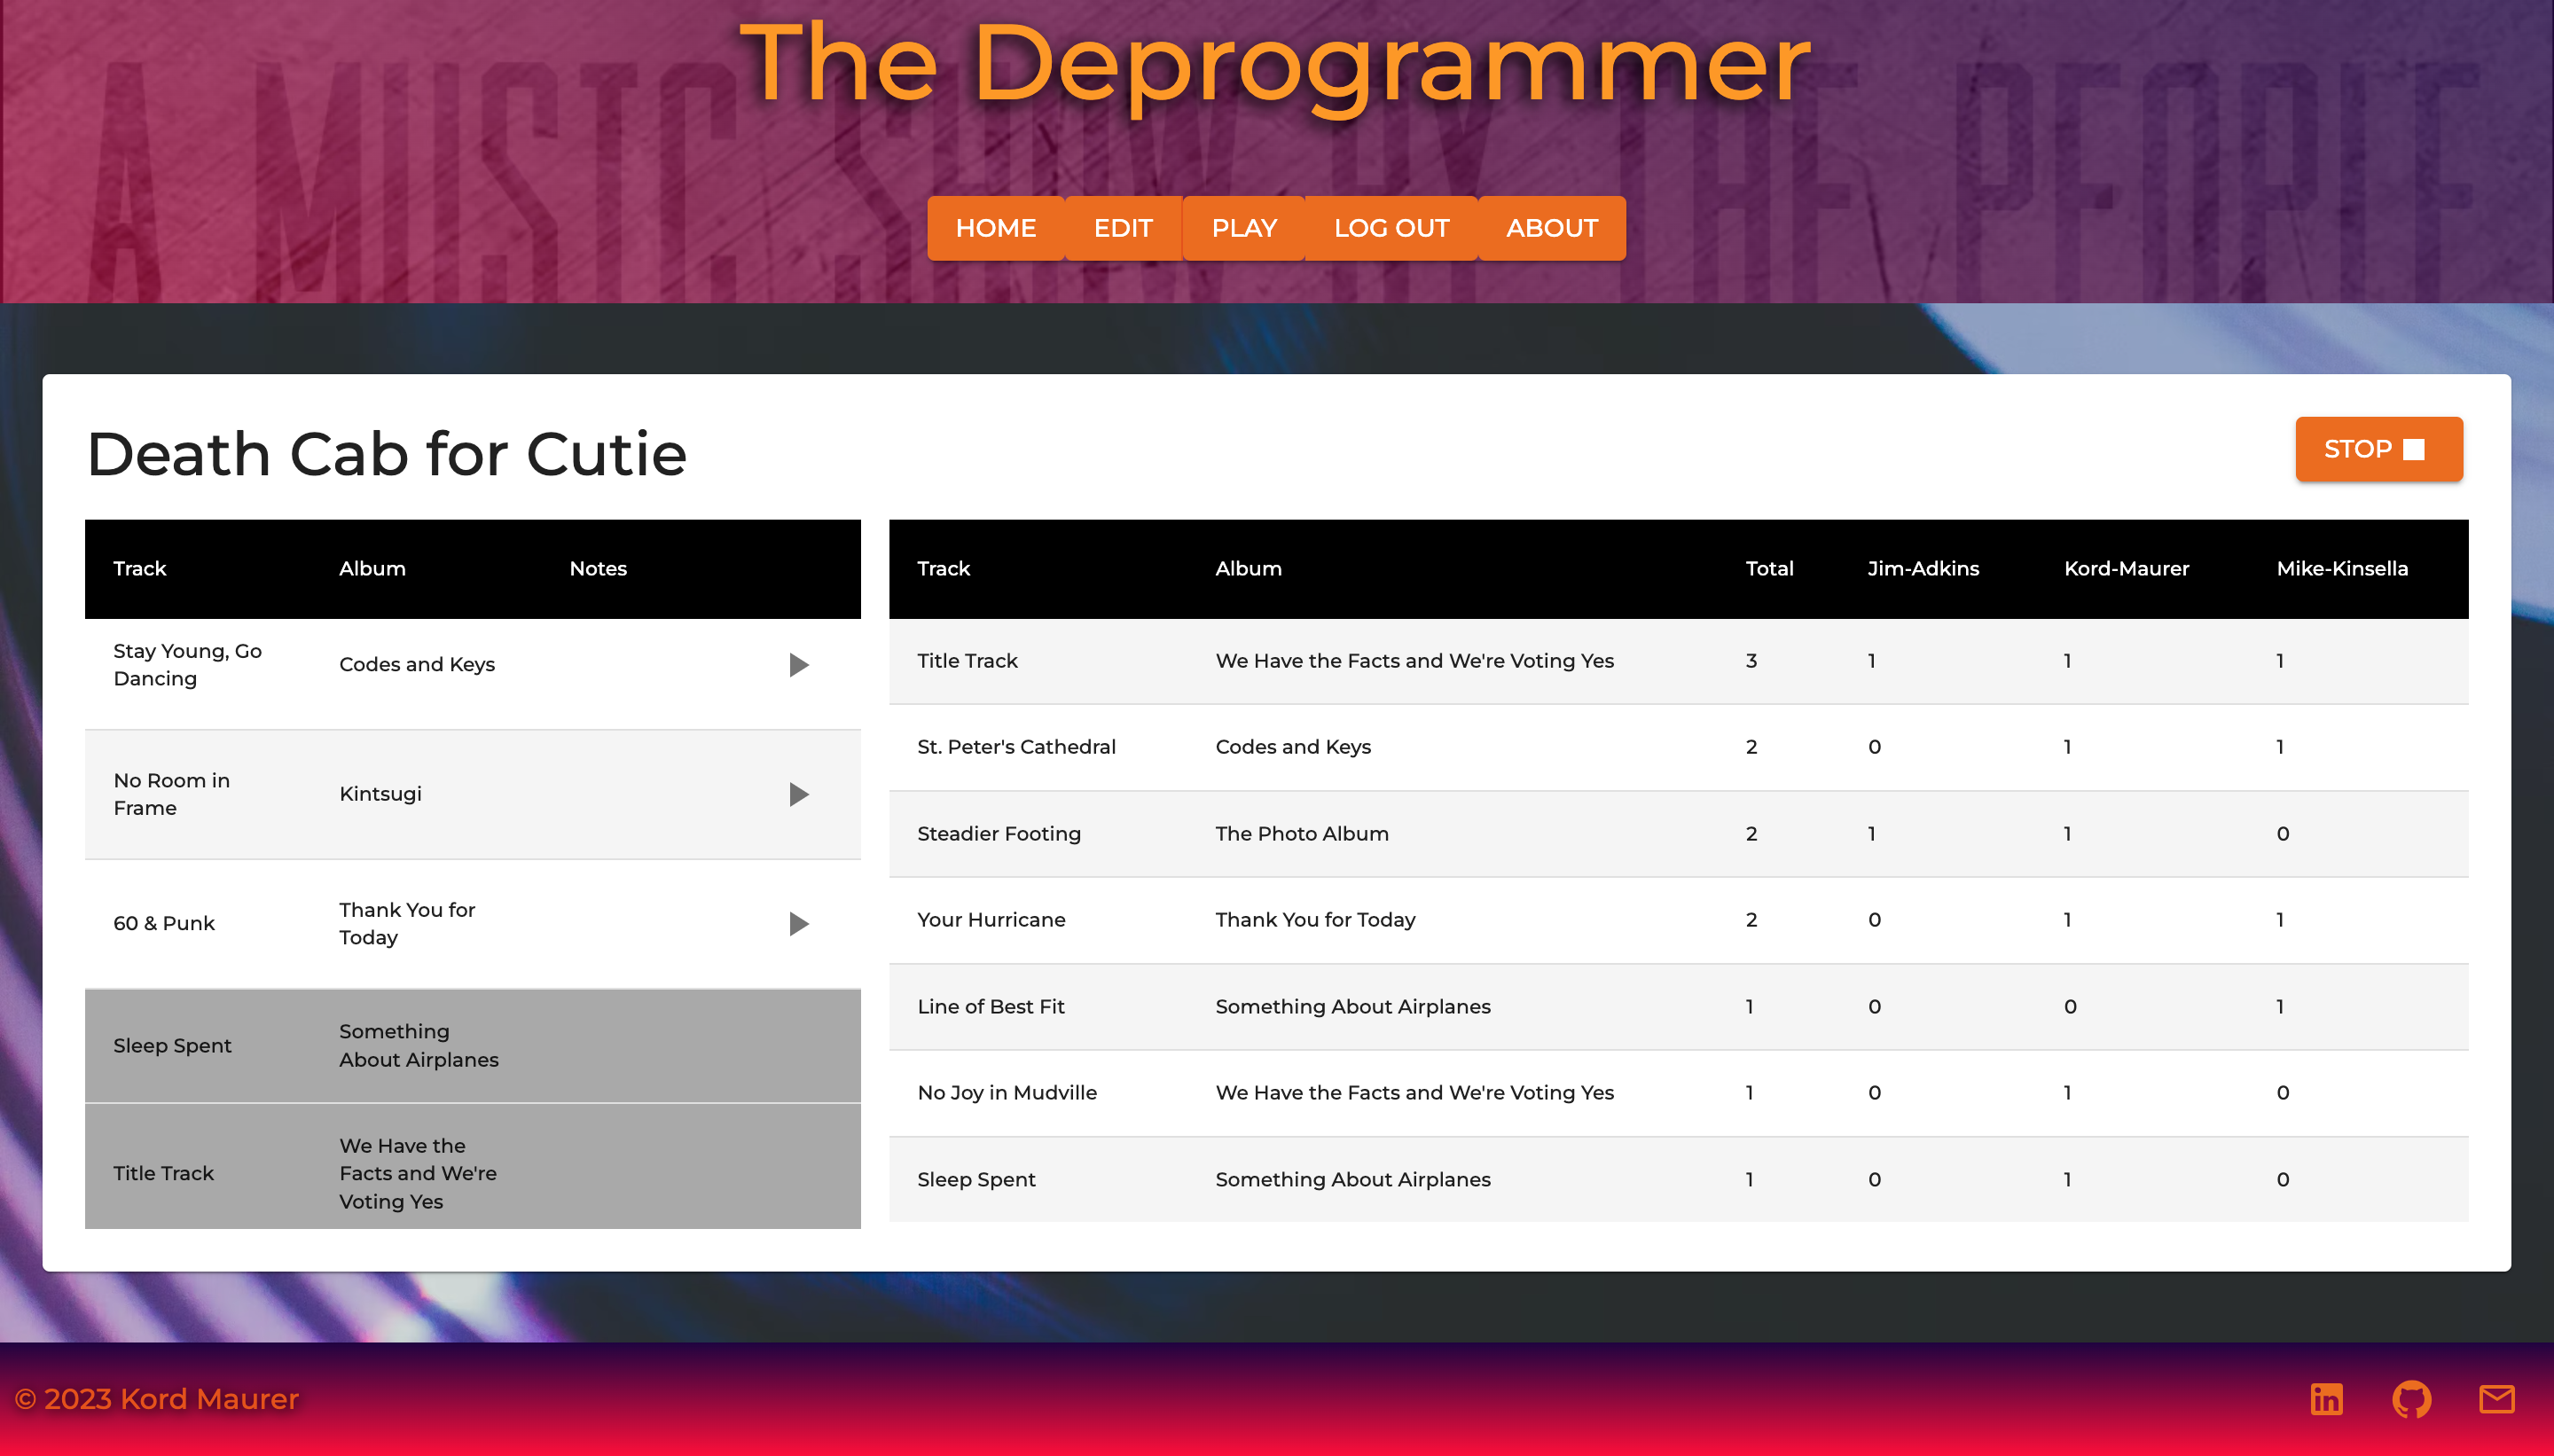 The Deprogrammer
A MUSIC SHOW BY THE PEOPLE
HOME EDIT PLAY LOG OUT ABOUT
Death Cab for Cutie
STOP
Track Album Notes
Stay Young, Go
Dancing
Codes and Keys
No Room in
Frame
Kintsugi
60 & Punk
Thank You for
Today
Sleep Spent
Something
About Airplanes
Title Track
We Have the
Facts and We're
Voting Yes
Track Album Total Jim-Adkins Kord-Maurer Mike-Kinsella
Title Track We Have the Facts and We're Voting Yes 3 1 1 1
St. Peter's Cathedral Codes and Keys 2 0 1 1
Steadier Footing The Photo Album 2 1 1 0
Your Hurricane Thank You for Today 2 0 1 1
Line of Best Fit Something About Airplanes 1 0 0 1
No Joy in Mudville We Have the Facts and We're Voting Yes 1 0 1 0
Sleep Spent Something About Airplanes 1 0 1 0
© 2023 Kord Maurer
in